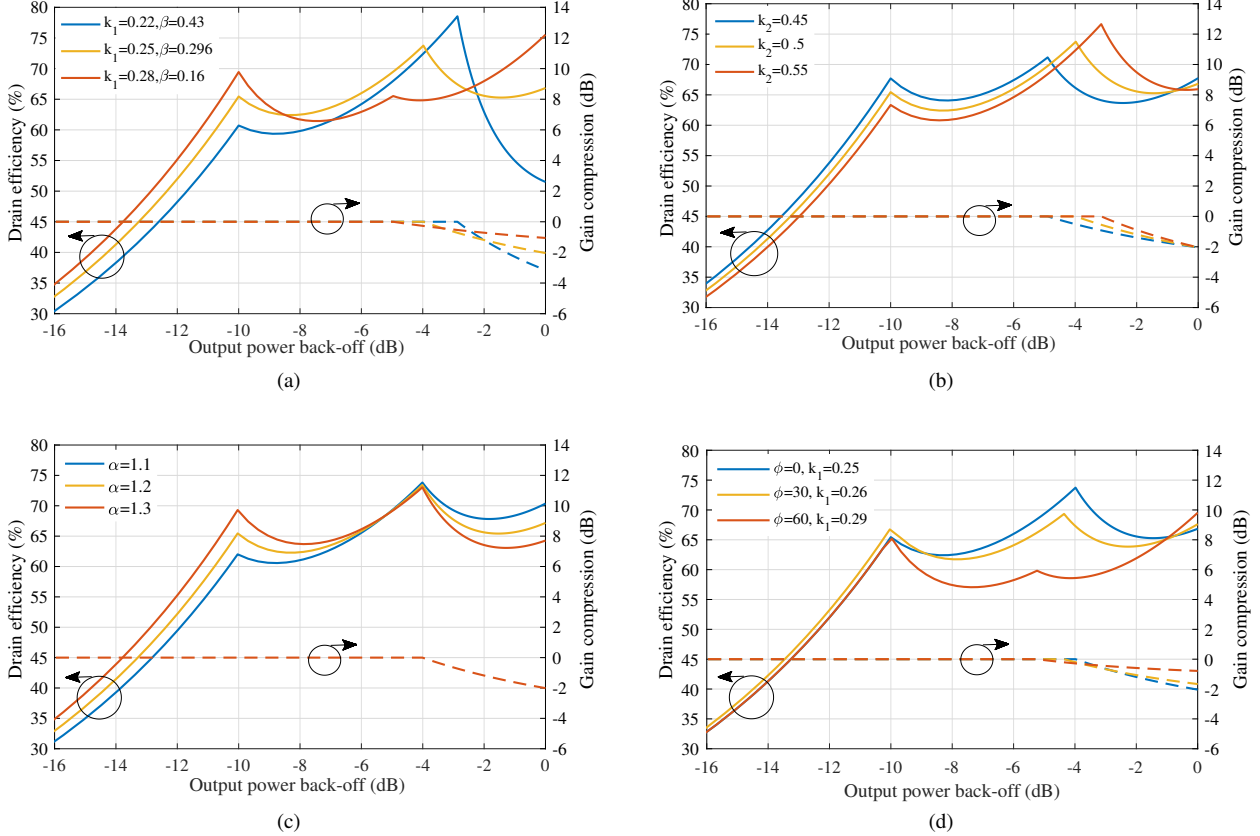 80
75
70
65
60
55
50
45
40
35
30
Drain efficiency (%)
k1=0.22,β=0.43
k1=0.25,β=0.296
k1=0.28,β=0.16
14
12
10
8
6
4
2
0
-2
-4
-6
Gain compression (dB)
-16 -14 -12 -10 -8 -6 -4 -2 0
Output power back-off (dB)
(a)
80
75
70
65
60
55
50
45
40
35
30
Drain efficiency (%)
k2=0.45
k2=0 .5
k2=0.55
14
12
10
8
6
4
2
0
-2
-4
-6
Gain compression (dB)
-16 -14 -12 -10 -8 -6 -4 -2 0
Output power back-off (dB)
(b)
80
75
70
65
60
55
50
45
40
35
30
Drain efficiency (%)
α=1.1
α=1.2
α=1.3
14
12
10
8
6
4
2
0
-2
-4
-6
Gain compression (dB)
-16 -14 -12 -10 -8 -6 -4 -2 0
Output power back-off (dB)
(c)
80
75
70
65
60
55
50
45
40
35
30
Drain efficiency (%)
ϕ=0, k1=0.25
ϕ=30, k1=0.26
ϕ=60, k1=0.29
14
12
10
8
6
4
2
0
-2
-4
-6
Gain compression (dB)
-16 -14 -12 -10 -8 -6 -4 -2 0
Output power back-off (dB)
(d)